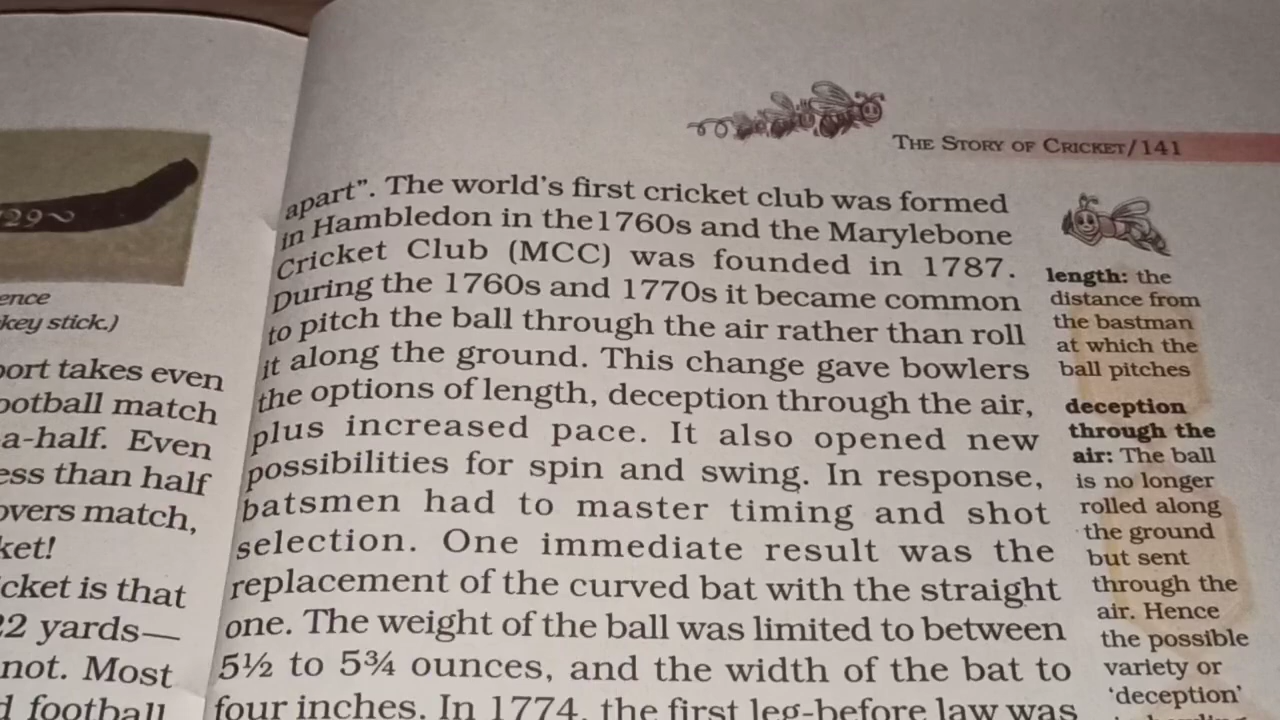 29~
ence
key stick.)
port takes even
ootball match
-a-half. Even
ess than half
overs match,
ket!
icket is that
22 yards—
not. Most
d football
THE STORY OF CRICKET/141
apart”. The world’s first cricket club was formed
in Hambledon in the1760s and the Marylebone
Cricket Club (MCC) was founded in 1787.
During the 1760s and 1770s it became common
to pitch the ball through the air rather than roll
it along the ground. This change gave bowlers
the options of length, deception through the air,
plus increased pace. It also opened new
possibilities for spin and swing. In response,
batsmen had to master timing and shot
selection. One immediate result was the
replacement of the curved bat with the straight
one. The weight of the ball was limited to between
5½ to 5¾ ounces, and the width of the bat to
four inches. In 1774, the first leg-before law was
length: the
distance from
the bastman
at which the
ball pitches
deception
through the
air: The ball
is no longer
rolled along
the ground
but sent
through the
air. Hence
the possible
variety or
‘deception’